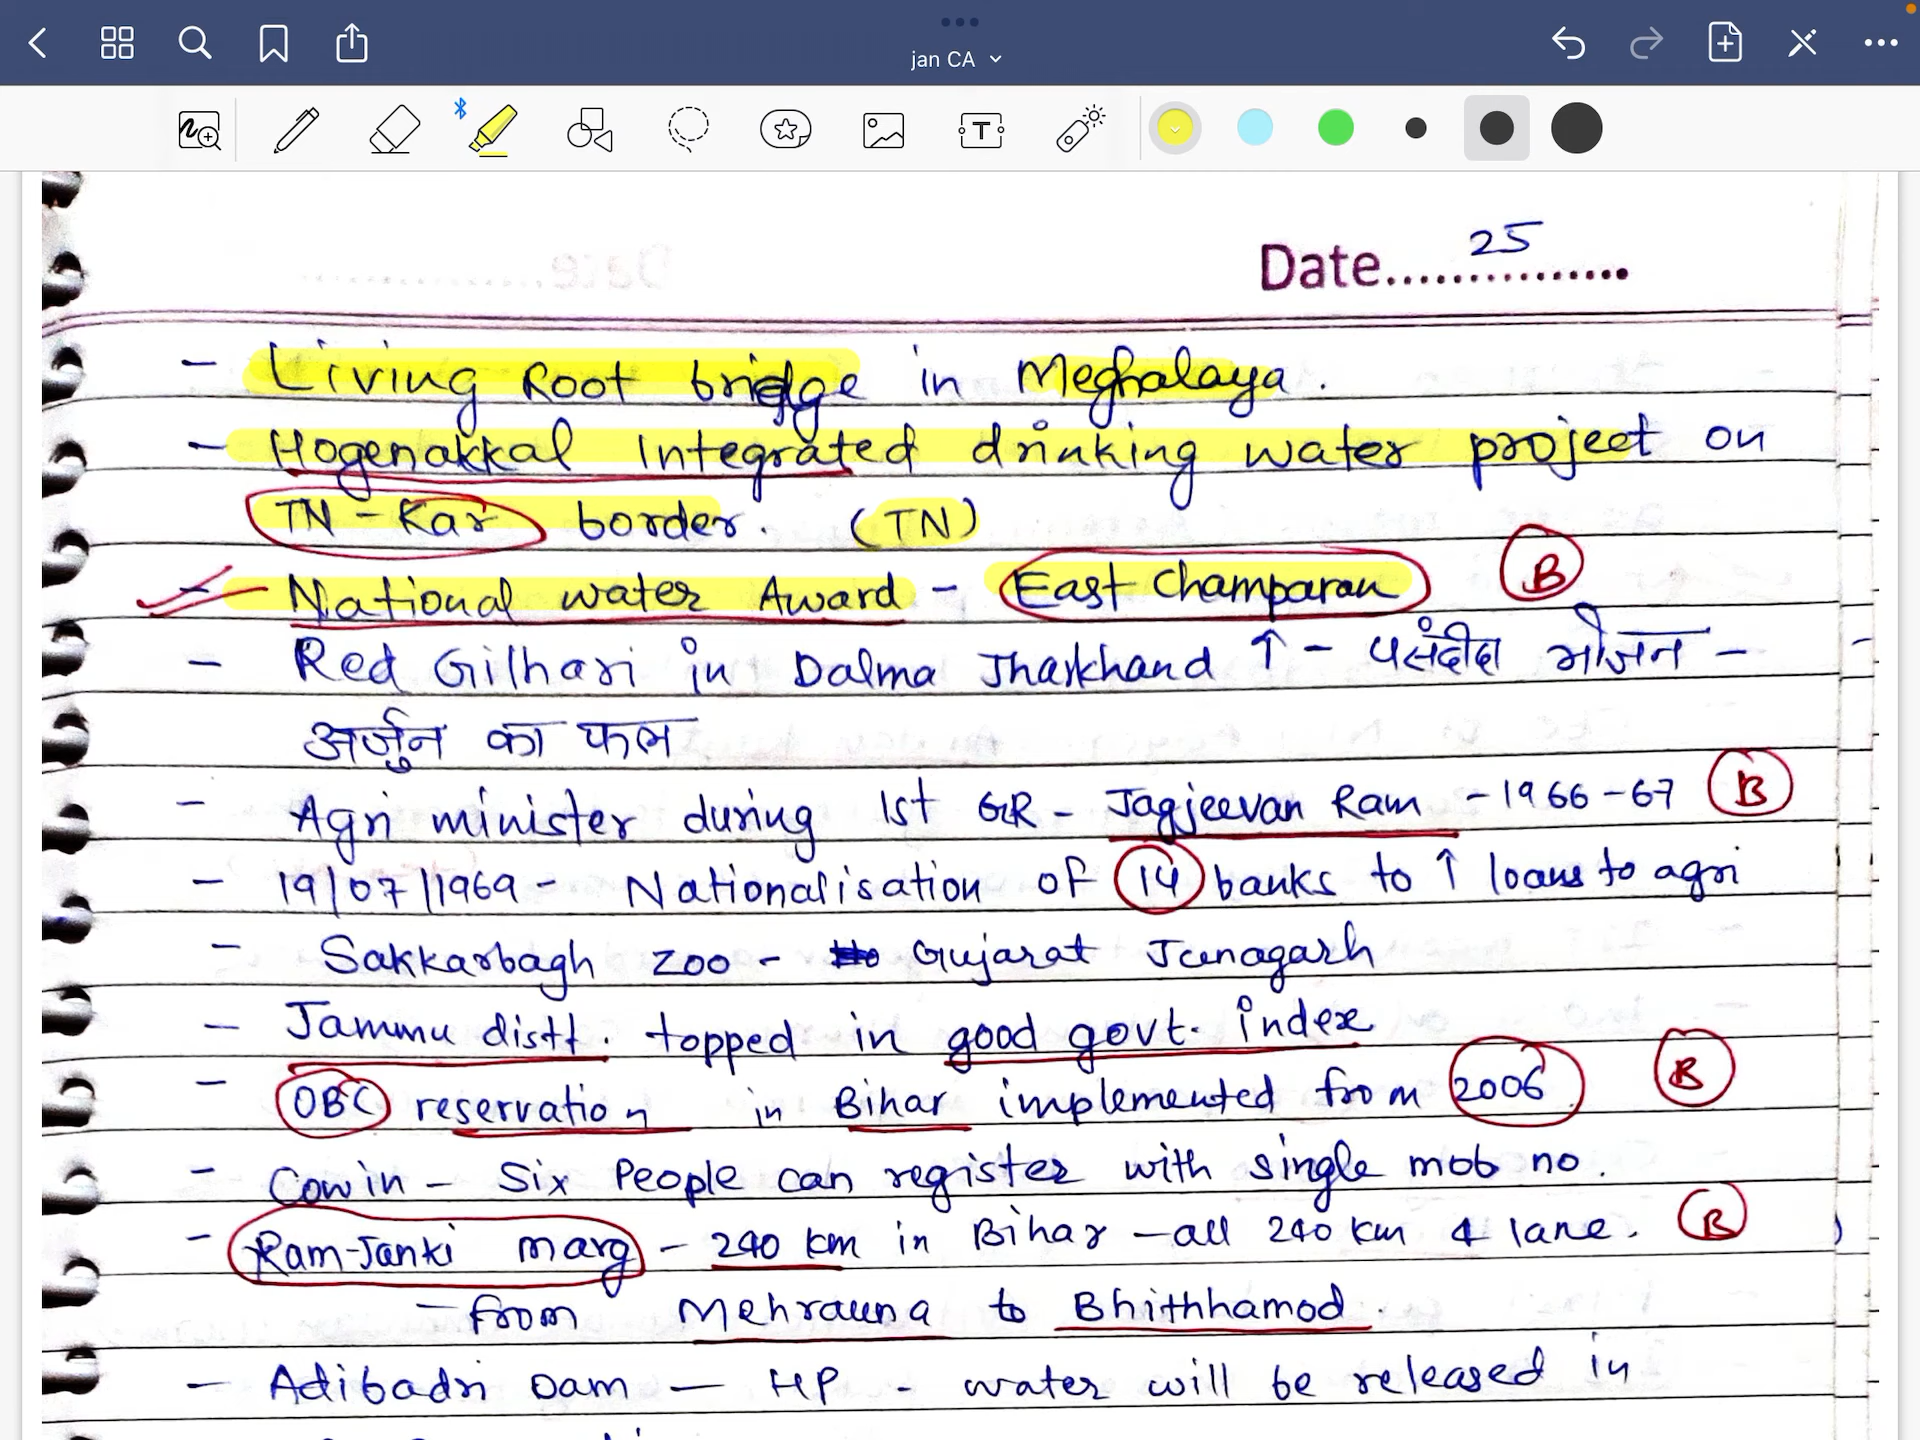 jan CA
Date............... 25
- Living Root bridge in Meghalaya.
- Hogenakkal Integrated drinking water project on
TN - Kar border. (TN)
- National water Award - East Champaran B
- Red Gilhari in Dalma Jharkhand ↑ - पसंदीदा भोजन -
अर्जुन का फल
- Agri minister during 1st GR - Jagjeevan Ram - 1966-67 B
- 19/07/1969 - Nationalisation of 14 banks to ↑ loans to agri
- Sakkarbagh zoo - Gujarat Junagarh
- Jammu distt. topped in good govt. index
- OBC reservation in Bihar implemented from 2006 B
- Cowin - Six People can register with single mob no.
- Ram-Janki marg - 240 km in Bihar - all 240 km 4 lane. B
- from Mehrauna to Bhithhamod.
- Adibadri Dam - HP - water will be released in